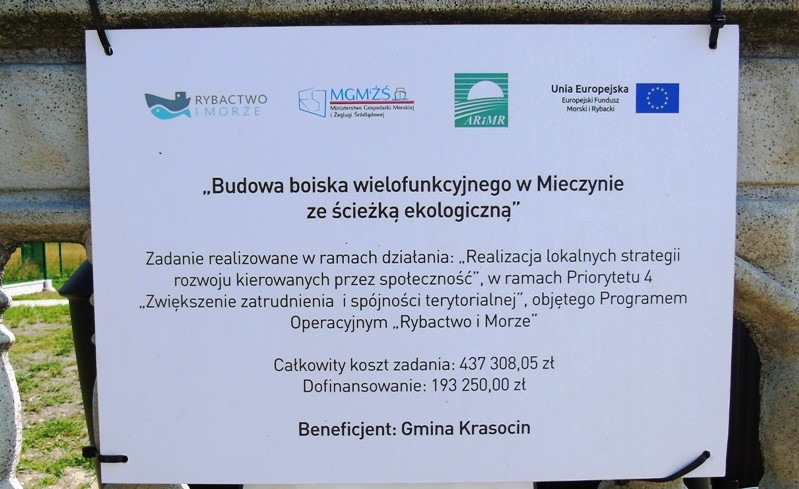 RYBACTWO
I MORZE
MGMŻŚ
Ministerstwo Gospodarki Morskiej
i Żeglugi Śródlądowej
ARiMR
Unia Europejska
Europejski Fundusz
Morski i Rybacki
„Budowa boiska wielofunkcyjnego w Mieczynie
ze ścieżką ekologiczną”
Zadanie realizowane w ramach działania: „Realizacja lokalnych strategii
rozwoju kierowanych przez społeczność”, w ramach Priorytetu 4
„Zwiększenie zatrudnienia i spójności terytorialnej”, objętego Programem
Operacyjnym „Rybactwo i Morze”
Całkowity koszt zadania: 437 308,05 zł
Dofinansowanie: 193 250,00 zł
Beneficjent: Gmina Krasocin